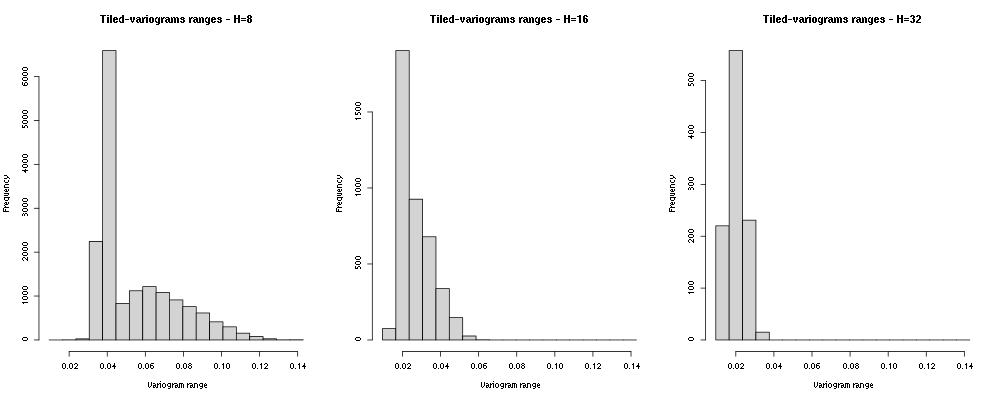 Tiled-variograms ranges - H=8
Tiled-variograms ranges - H=16
Tiled-variograms ranges - H=32
Frequency
0
1000
2000
3000
4000
5000
6000
0.02 0.04 0.06 0.08 0.10 0.12 0.14
Variogram range
Frequency
0
500
1000
1500
0.02 0.04 0.06 0.08 0.10 0.12 0.14
Variogram range
Frequency
0
100
200
300
400
500
0.02 0.04 0.06 0.08 0.10 0.12 0.14
Variogram range